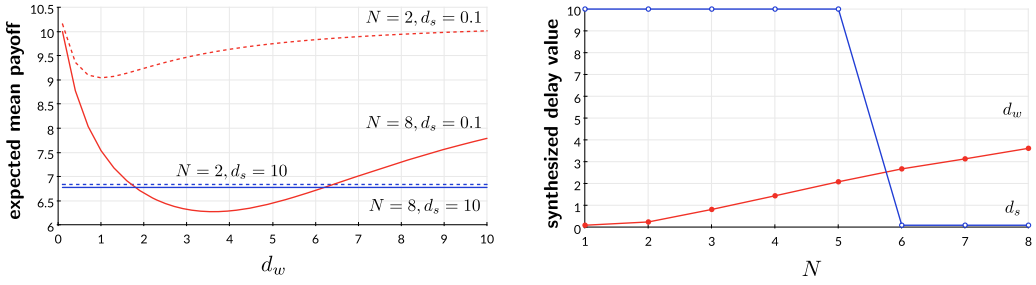 expected mean payoff
10.5
10
9.5
9
8.5
8
7.5
7
6.5
6
N = 2, d_s = 0.1
N = 8, d_s = 0.1
N = 2, d_s = 10
N = 8, d_s = 10
0 1 2 3 4 5 6 7 8 9 10
d_w
synthesized delay value
10
9
8
7
6
5
4
3
2
1
0
d_w
d_s
1 2 3 4 5 6 7 8
N